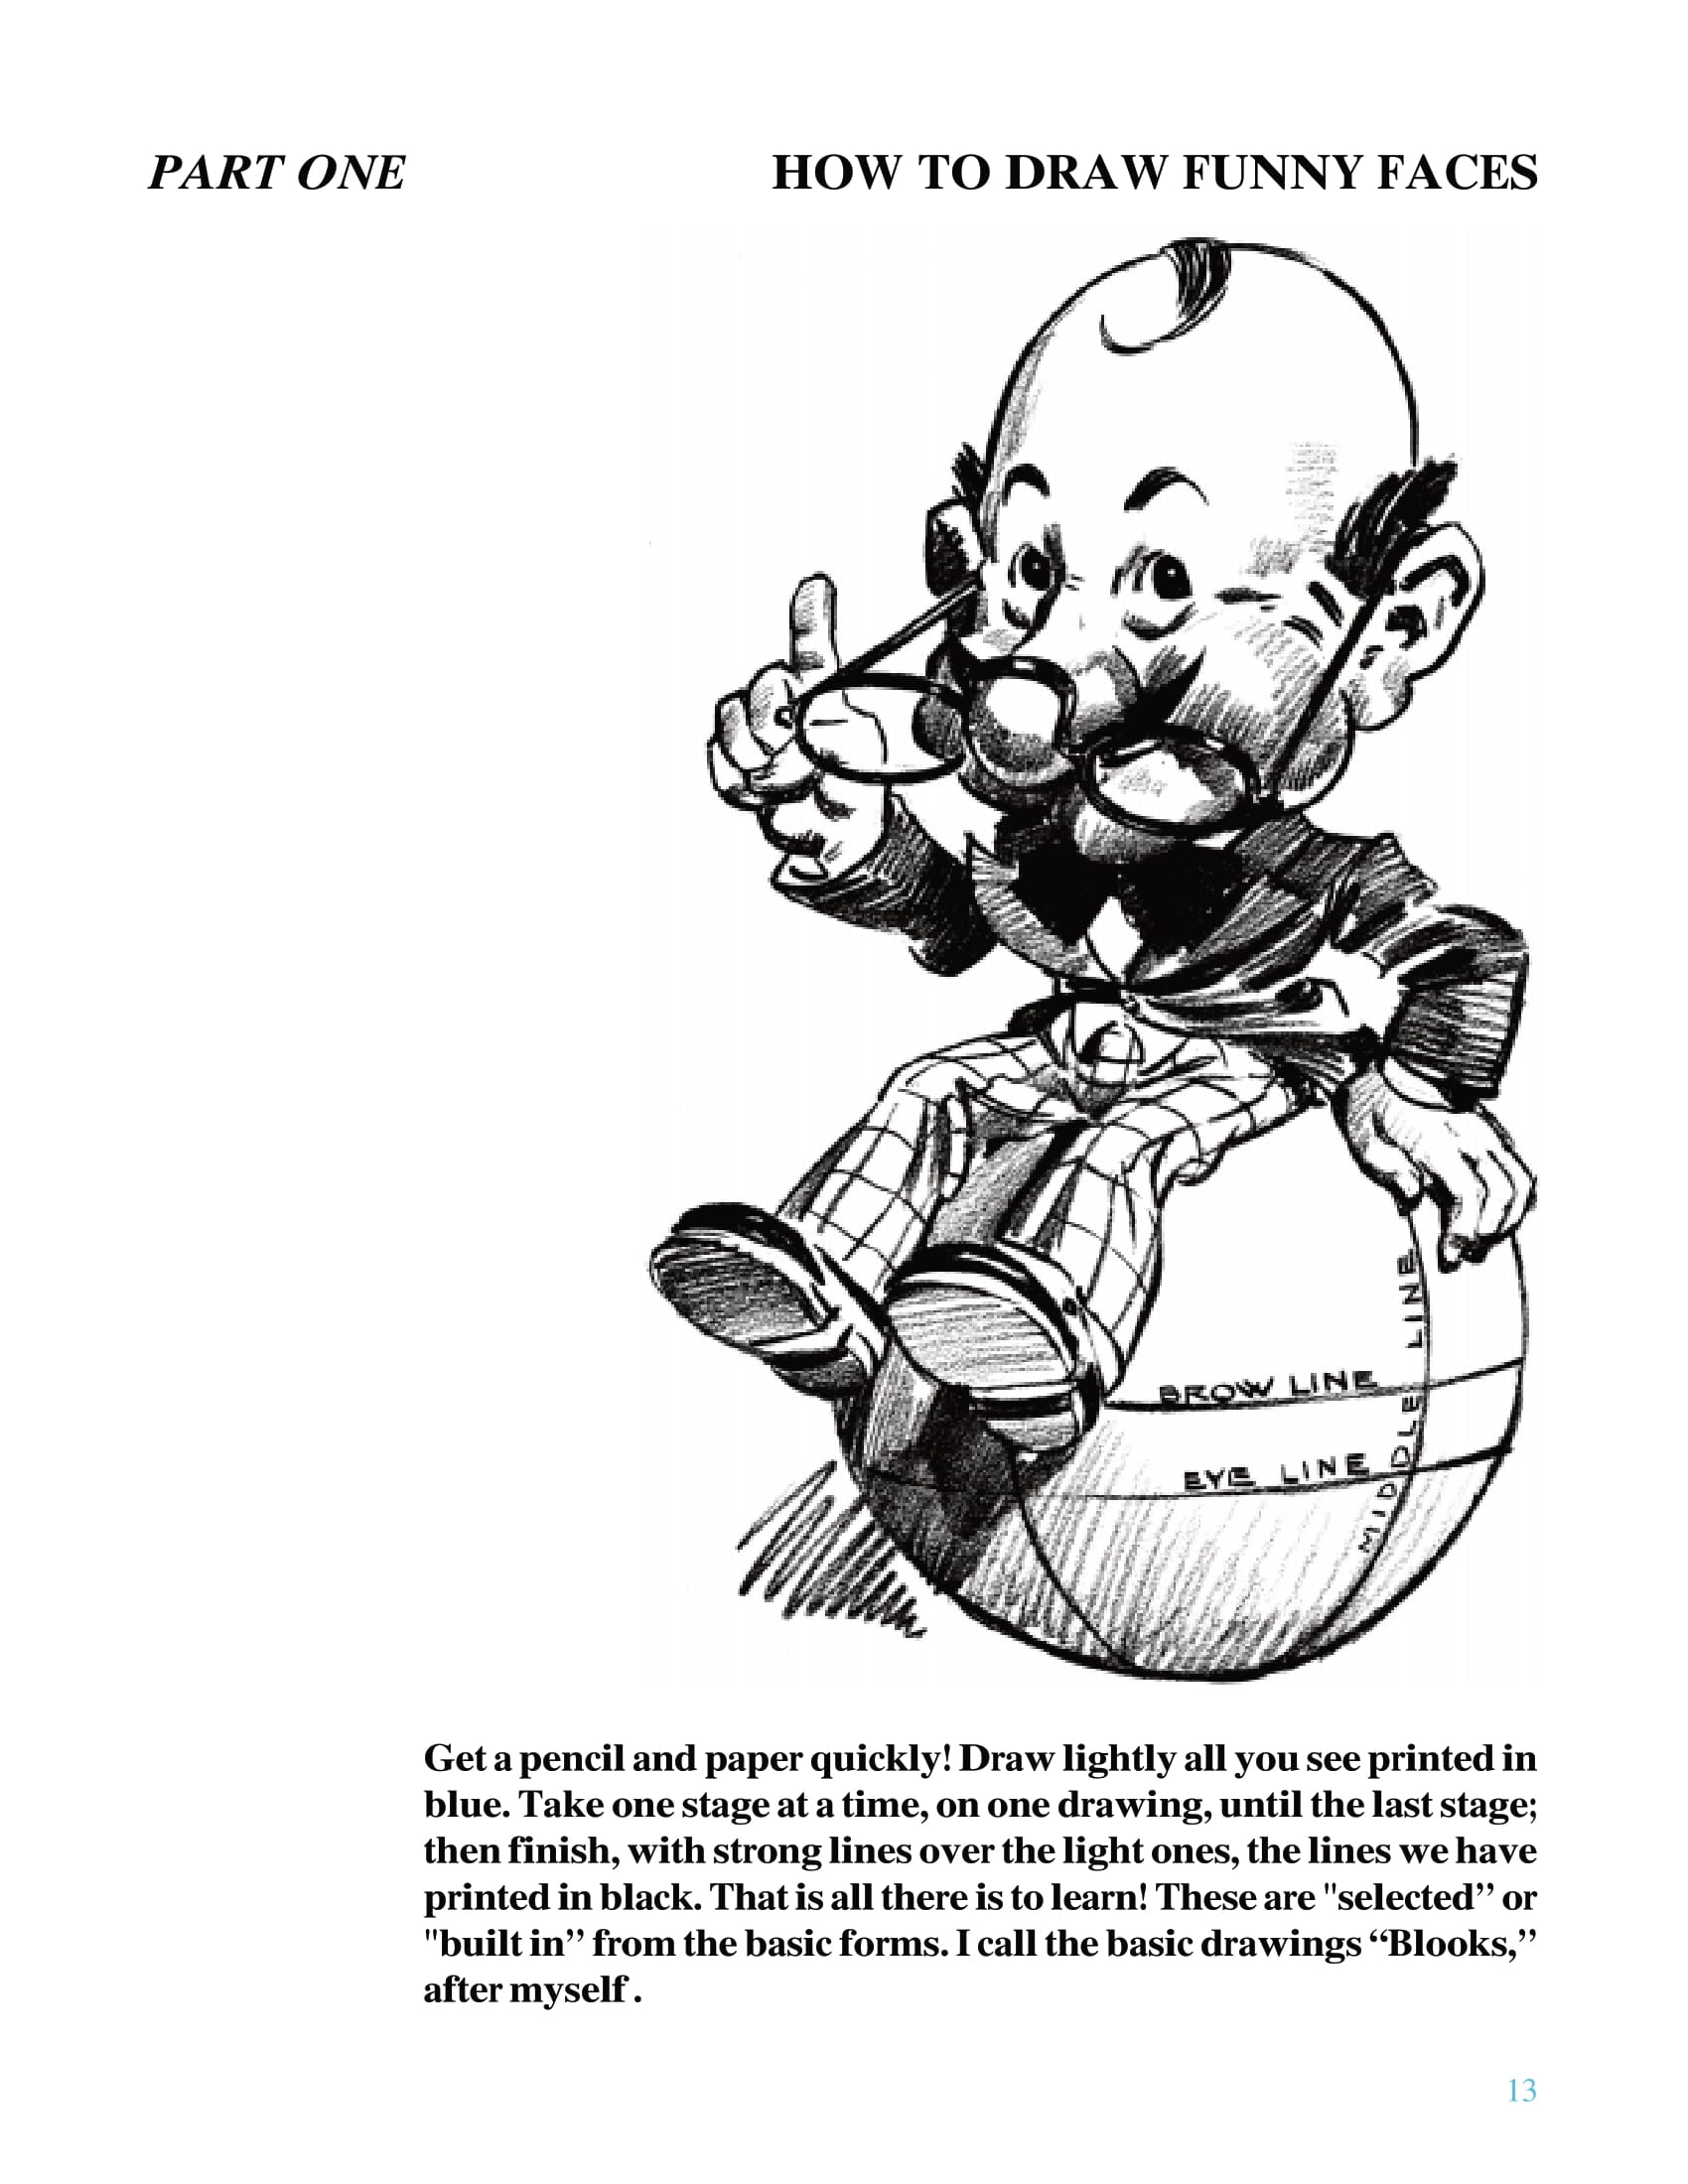 PART ONE
HOW TO DRAW FUNNY FACES
MIDDLE LINE
BROW LINE
EYE LINE
Get a pencil and paper quickly! Draw lightly all you see printed in
blue. Take one stage at a time, on one drawing, until the last stage;
then finish, with strong lines over the light ones, the lines we have
printed in black. That is all there is to learn! These are "selected” or
"built in” from the basic forms. I call the basic drawings “Blooks,”
after myself .
13